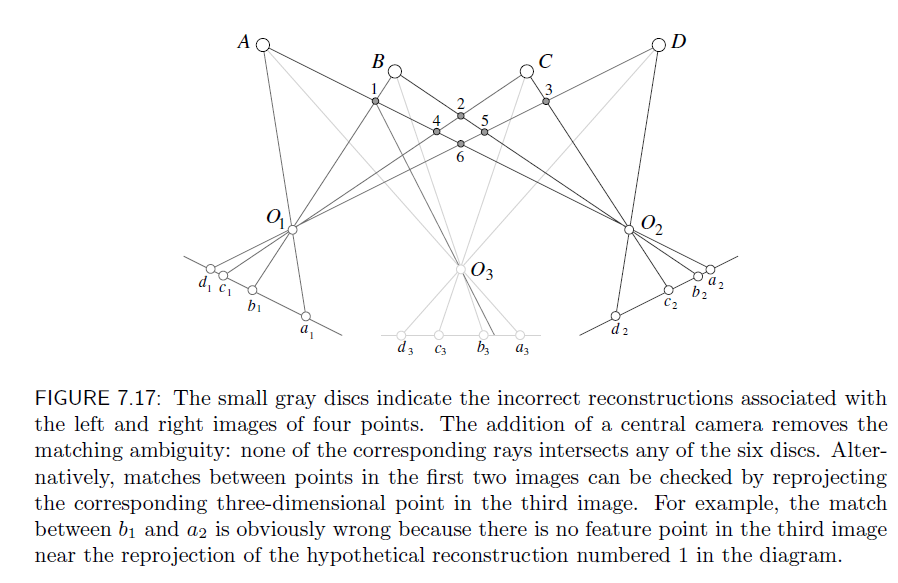 A
B
C
D
1
2
3
4
5
6
O1
O2
O3
d1 c1
b1
a1
d3 c3 b3 a3
d2
c2
b2
a2
FIGURE 7.17: The small gray discs indicate the incorrect reconstructions associated with
the left and right images of four points. The addition of a central camera removes the
matching ambiguity: none of the corresponding rays intersects any of the six discs. Alter-
natively, matches between points in the first two images can be checked by reprojecting
the corresponding three-dimensional point in the third image. For example, the match
between b1 and a2 is obviously wrong because there is no feature point in the third image
near the reprojection of the hypothetical reconstruction numbered 1 in the diagram.